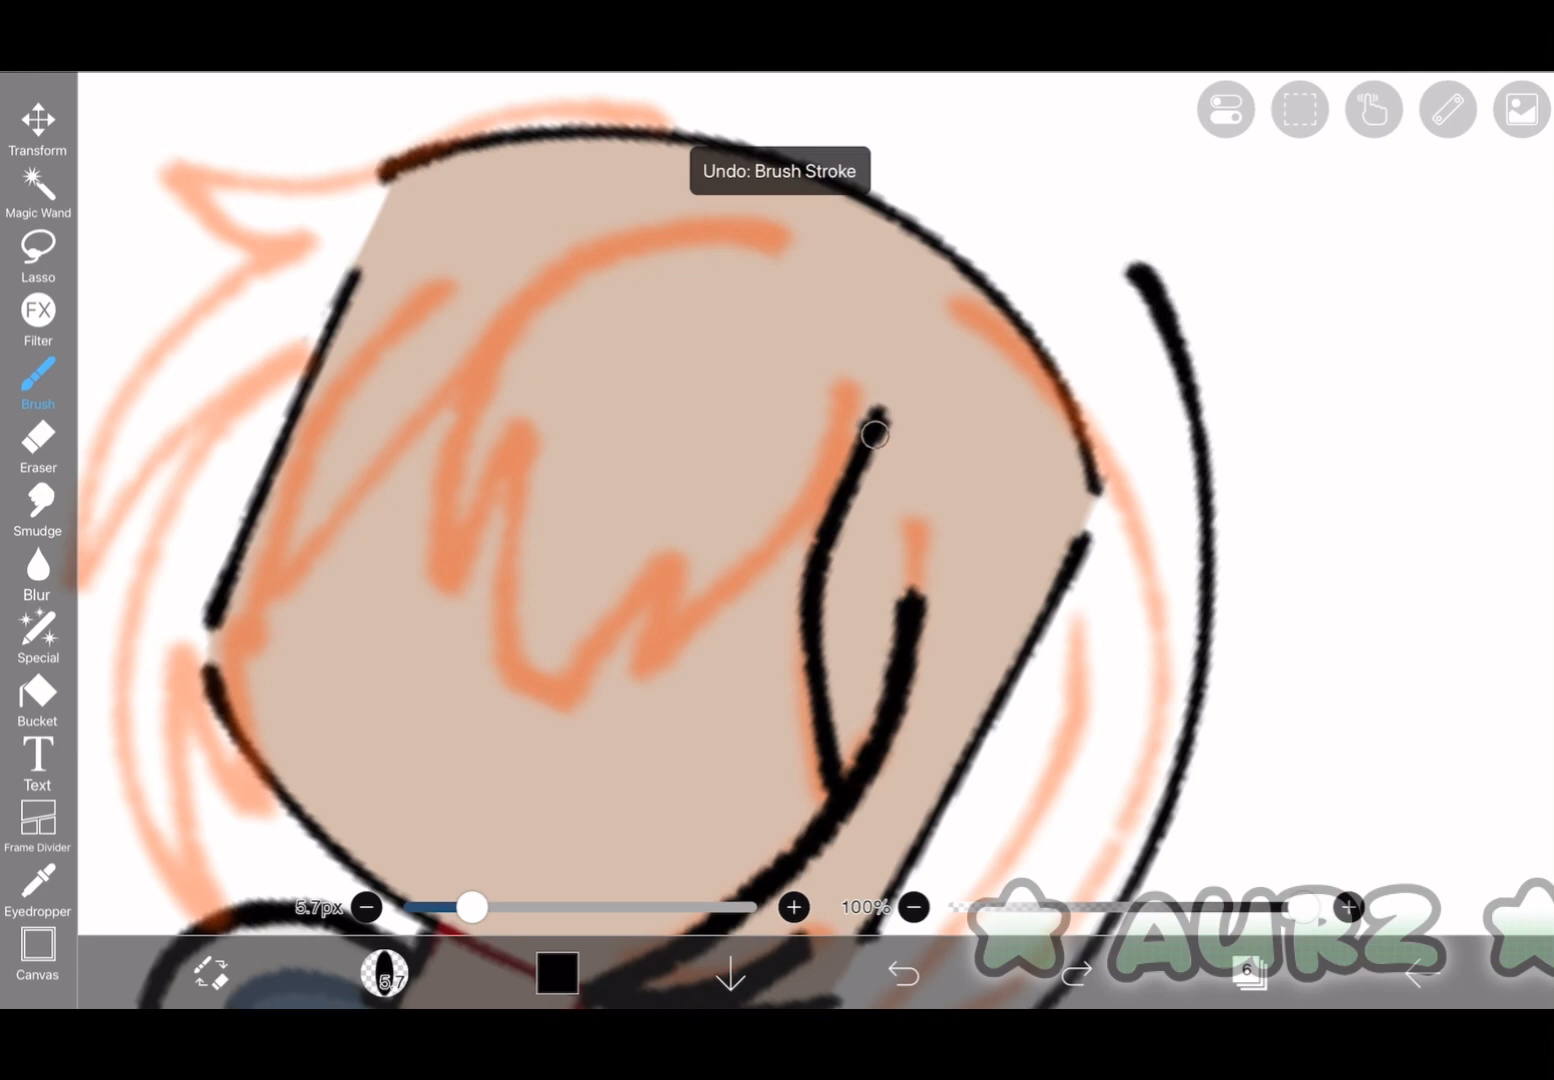 Transform
Magic Wand
Lasso
FX
Filter
Brush
Eraser
Smudge
Blur
Special
Bucket
T
Text
Frame Divider
Eyedropper
Canvas
Undo: Brush Stroke
5.7px
100%
5.7
6
AURZ